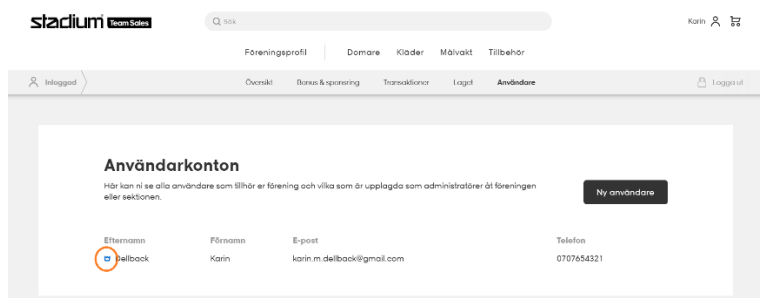 stadium Team Sales
Sök
Karin
Föreningsprofil Domare Kläder Målvakt Tillbehör
Inloggad Översikt Bonus & sponsring Transaktioner Laget Användare Logga ut
Användarkonton
Här kan ni se alla användare som tillhör er förening och vilka som är upplagda som administratörer åt föreningen
eller sektionen.
Ny användare
Efternamn Förnamn E-post Telefon
Dellback Karin karin.m.dellback@gmail.com 0707654321